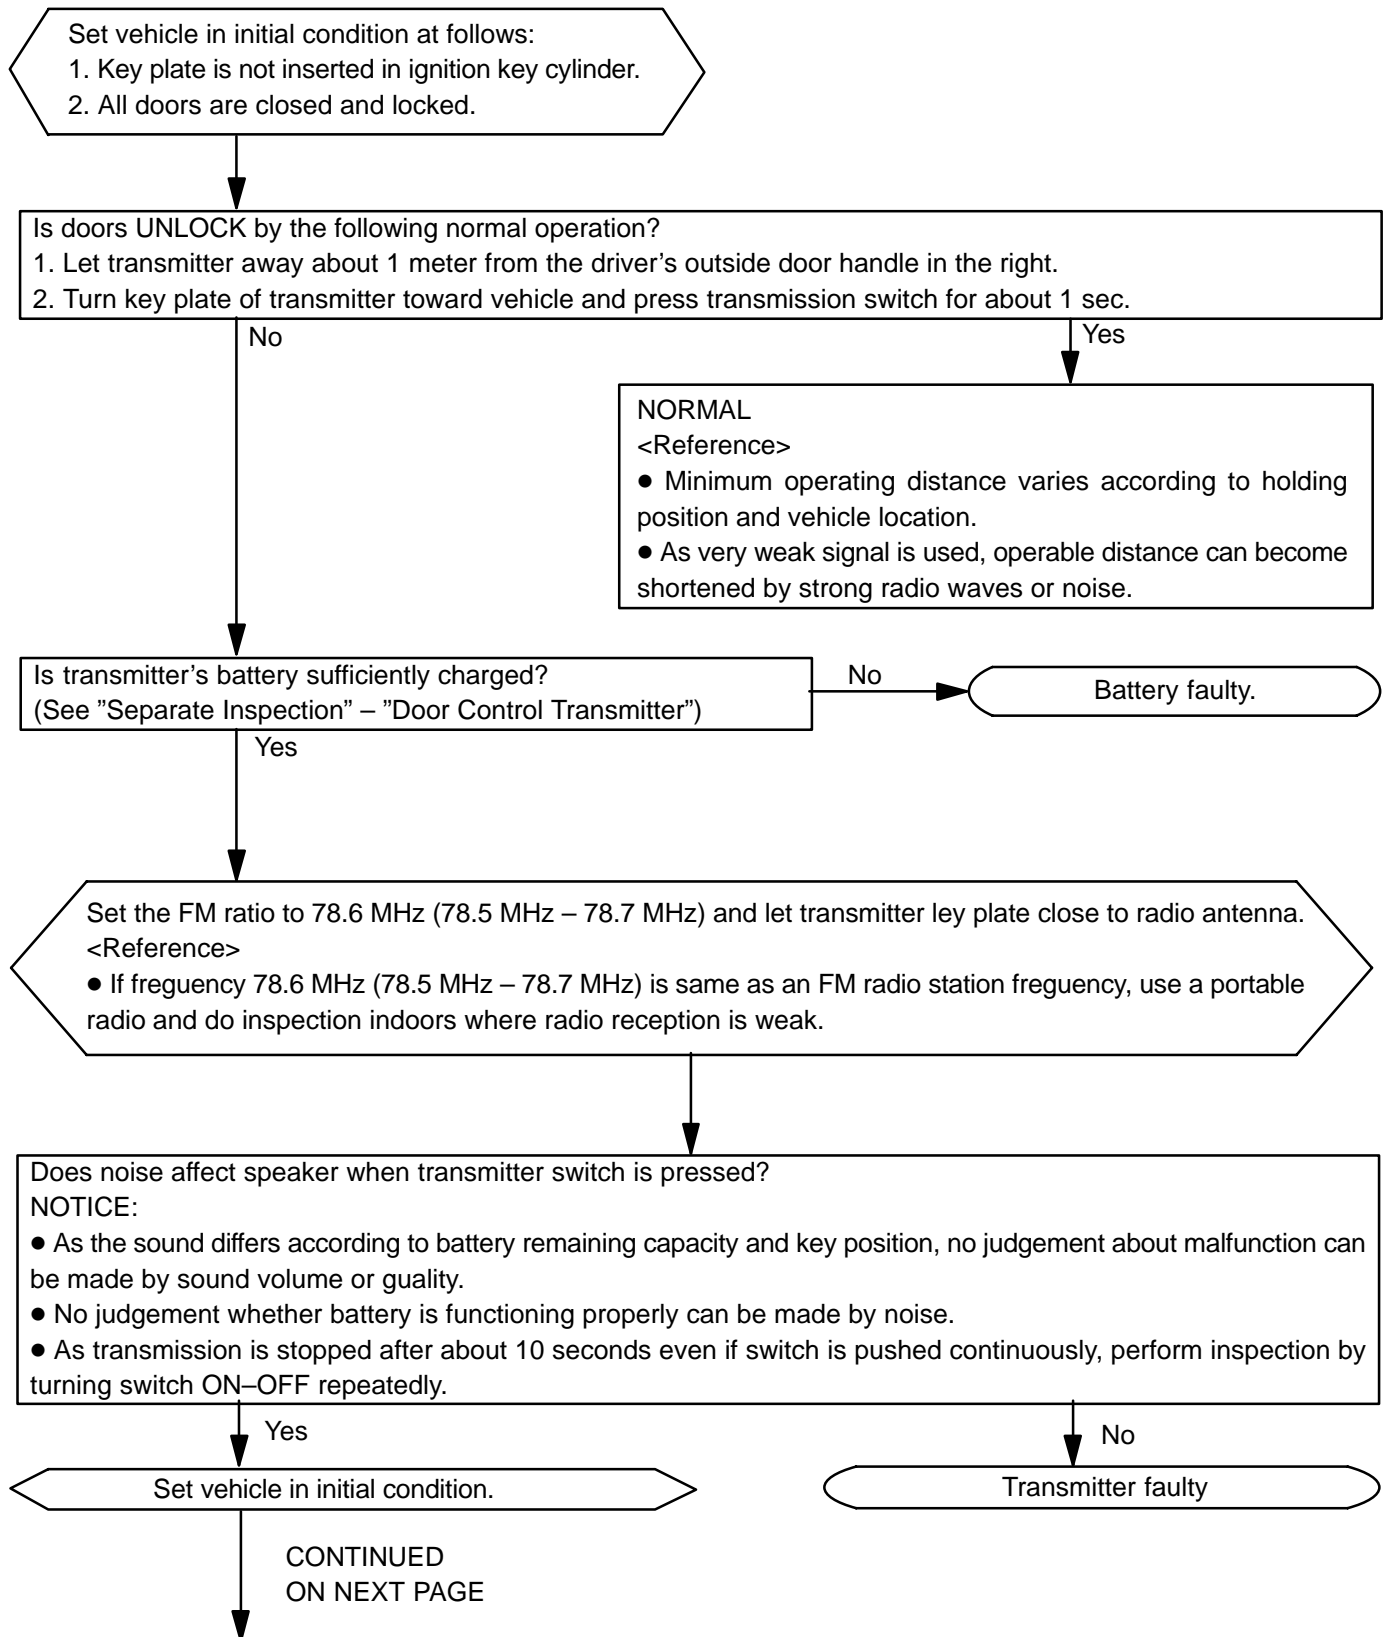 Set vehicle in initial condition at follows:
1. Key plate is not inserted in ignition key cylinder.
2. All doors are closed and locked.
Is doors UNLOCK by the following normal operation?
1. Let transmitter away about 1 meter from the driver’s outside door handle in the right.
2. Turn key plate of transmitter toward vehicle and press transmission switch for about 1 sec.
No
Yes
NORMAL
<Reference>
● Minimum operating distance varies according to holding
position and vehicle location.
● As very weak signal is used, operable distance can become
shortened by strong radio waves or noise.
Is transmitter’s battery sufficiently charged?
(See ”Separate Inspection” – ”Door Control Transmitter”)
No
Battery faulty.
Yes
Set the FM ratio to 78.6 MHz (78.5 MHz – 78.7 MHz) and let transmitter ley plate close to radio antenna.
<Reference>
● If freguency 78.6 MHz (78.5 MHz – 78.7 MHz) is same as an FM radio station freguency, use a portable
radio and do inspection indoors where radio reception is weak.
Does noise affect speaker when transmitter switch is pressed?
NOTICE:
● As the sound differs according to battery remaining capacity and key position, no judgement about malfunction can
be made by sound volume or guality.
● No judgement whether battery is functioning properly can be made by noise.
● As transmission is stopped after about 10 seconds even if switch is pushed continuously, perform inspection by
turning switch ON–OFF repeatedly.
Yes
No
Set vehicle in initial condition.
Transmitter faulty
CONTINUED
ON NEXT PAGE